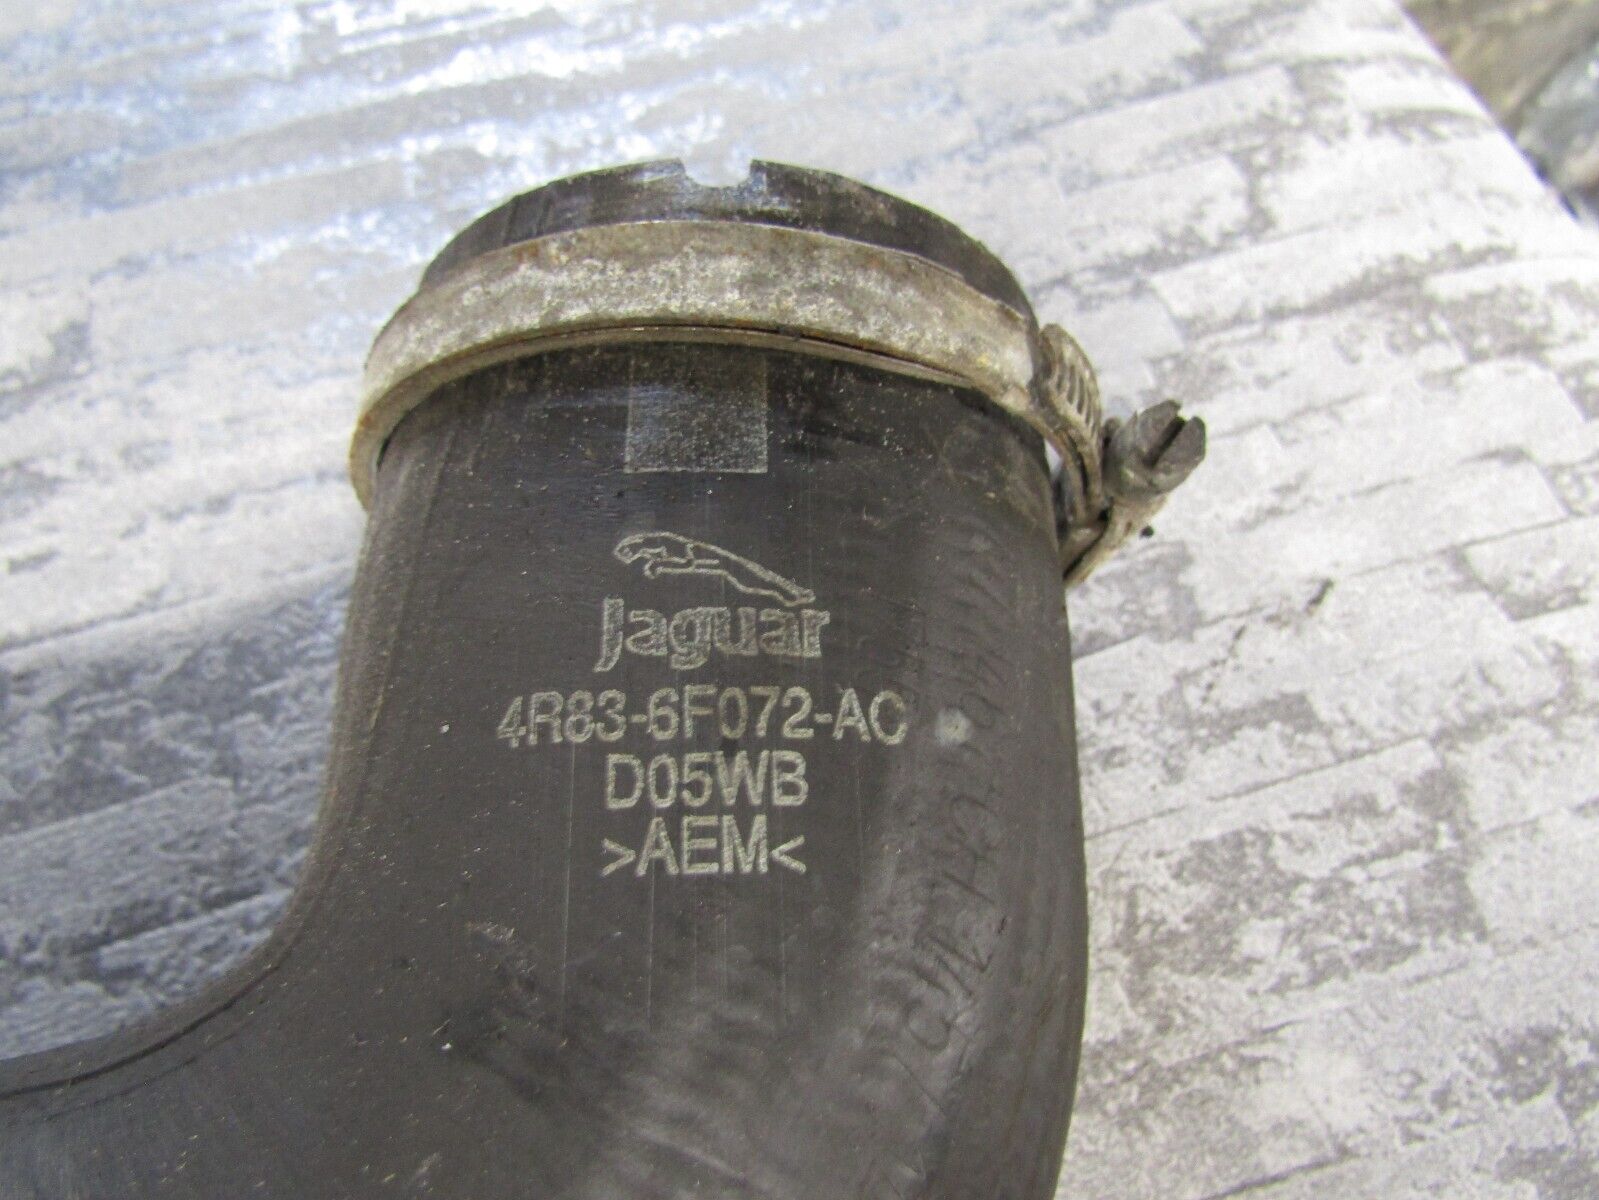 Jaguar
4R83-6F072-AC
D05WB
>AEM<